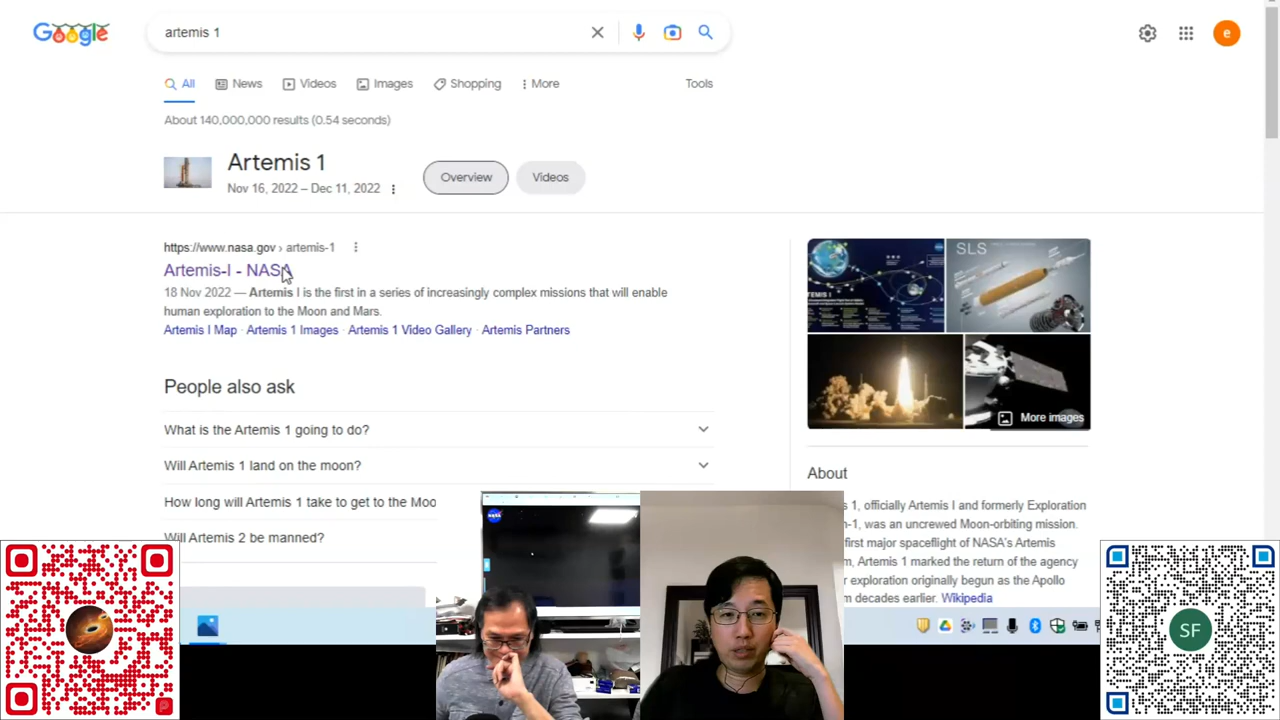 Google
artemis 1
All
News
Videos
Images
Shopping
More
Tools
About 140,000,000 results (0.54 seconds)
Artemis 1
Nov 16, 2022 – Dec 11, 2022
Overview
Videos
https://www.nasa.gov › artemis-1
Artemis-I - NASA
18 Nov 2022 — Artemis I is the first in a series of increasingly complex missions that will enable
human exploration to the Moon and Mars.
Artemis I Map · Artemis 1 Images · Artemis 1 Video Gallery · Artemis Partners
People also ask
What is the Artemis 1 going to do?
Will Artemis 1 land on the moon?
How long will Artemis 1 take to get to the Moo
Will Artemis 2 be manned?
SLS
More images
About
s 1, officially Artemis I and formerly Exploration
n-1, was an uncrewed Moon-orbiting mission.
first major spaceflight of NASA's Artemis
m, Artemis 1 marked the return of the agency
r exploration originally begun as the Apollo
m decades earlier. Wikipedia
e
NASA
SF